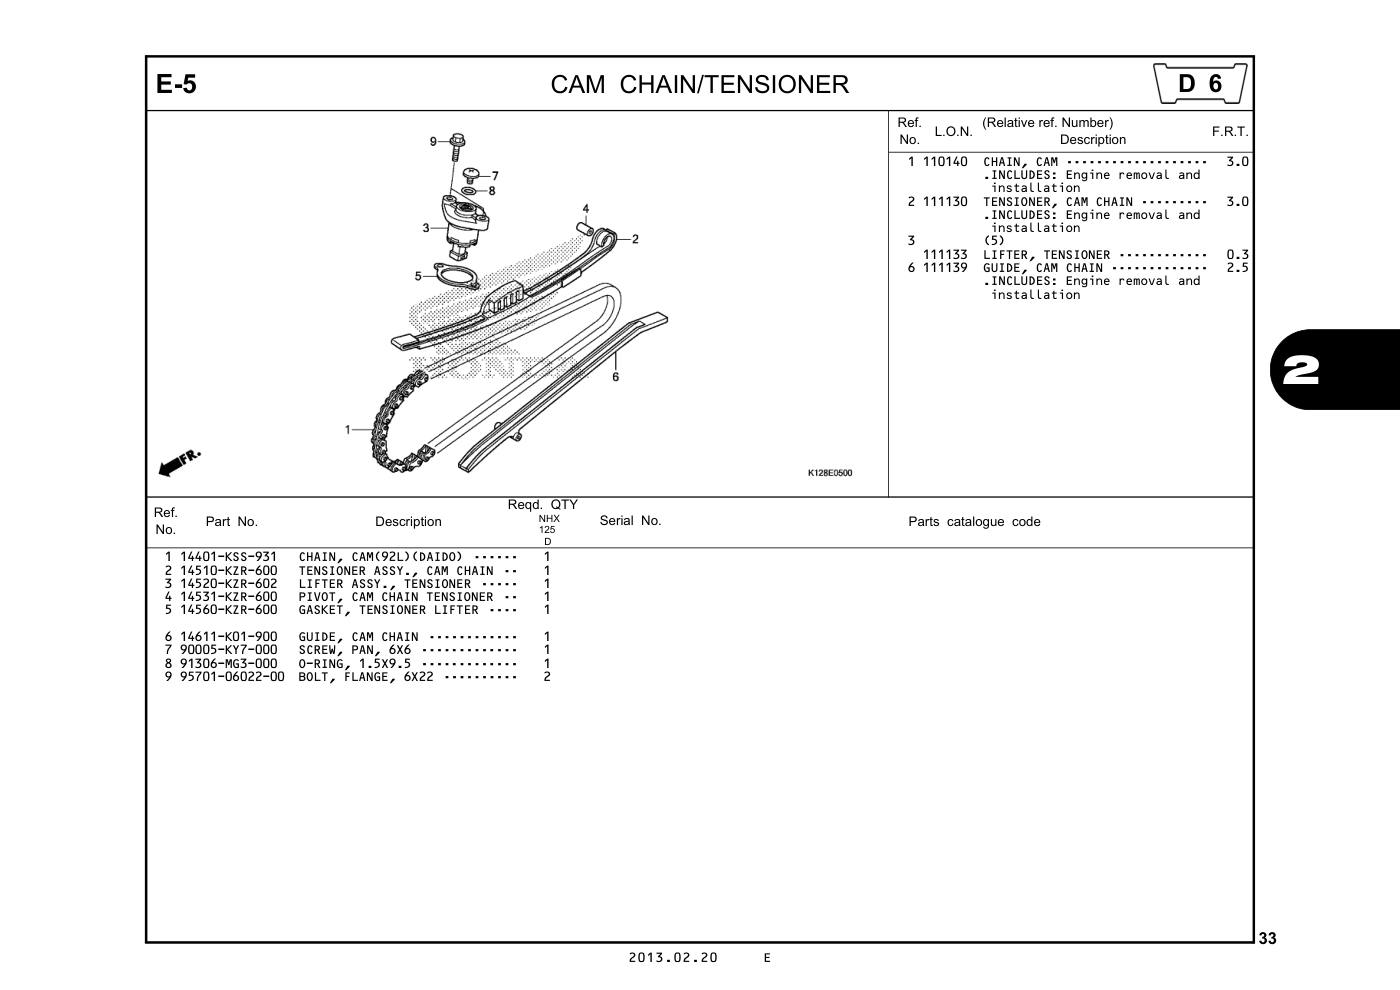 E-5
CAM CHAIN/TENSIONER
D 6
9
7
8
4
3
2
5
6
1
FR.
HONDA
K128E0500
Ref. No. L.O.N. (Relative ref. Number) Description F.R.T.
1 110140 CHAIN, CAM ------------------- 3.0
.INCLUDES: Engine removal and
installation
2 111130 TENSIONER, CAM CHAIN --------- 3.0
.INCLUDES: Engine removal and
installation
3 (5)
111133 LIFTER, TENSIONER ------------ 0.3
6 111139 GUIDE, CAM CHAIN ------------- 2.5
.INCLUDES: Engine removal and
installation
2
Ref. No. Part No. Description Reqd. QTY Serial No. Parts catalogue code
NHX
125
D
1 14401-KSS-931 CHAIN, CAM(92L)(DAIDO) ------ 1
2 14510-KZR-600 TENSIONER ASSY., CAM CHAIN -- 1
3 14520-KZR-602 LIFTER ASSY., TENSIONER ----- 1
4 14531-KZR-600 PIVOT, CAM CHAIN TENSIONER -- 1
5 14560-KZR-600 GASKET, TENSIONER LIFTER ---- 1
6 14611-K01-900 GUIDE, CAM CHAIN ------------ 1
7 90005-KY7-000 SCREW, PAN, 6X6 ------------- 1
8 91306-MG3-000 O-RING, 1.5X9.5 ------------- 1
9 95701-06022-00 BOLT, FLANGE, 6X22 ---------- 2
33
2013.02.20 E